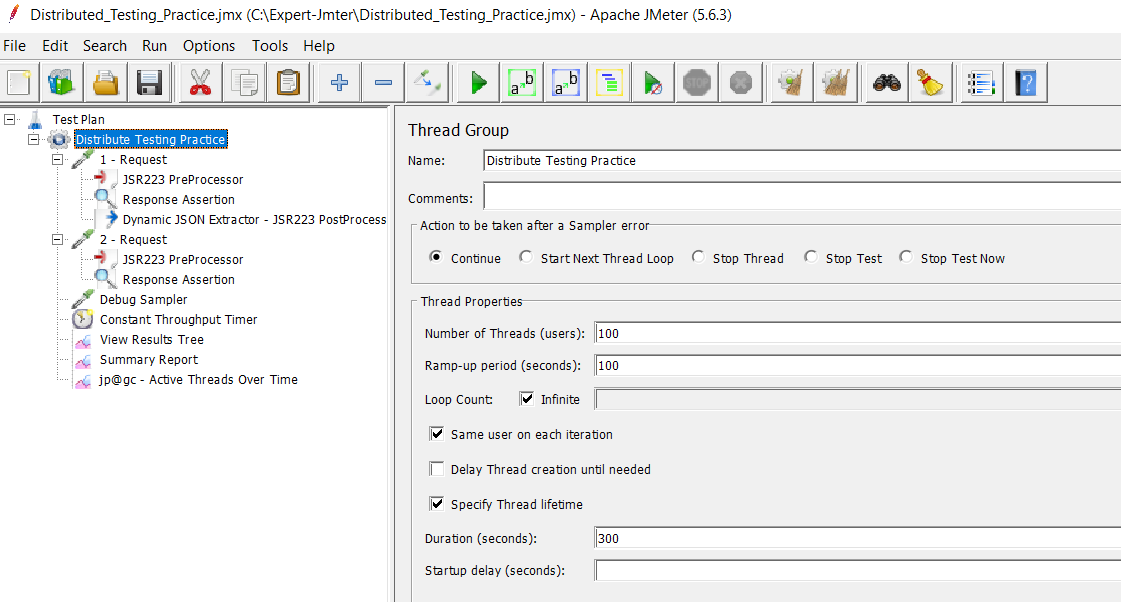 Distributed_Testing_Practice.jmx (C:\Expert-Jmter\Distributed_Testing_Practice.jmx) - Apache JMeter (5.6.3)
File Edit Search Run Options Tools Help
a b a b STOP ?
Test Plan
Distribute Testing Practice
1 - Request
JSR223 PreProcessor
Response Assertion
Dynamic JSON Extractor - JSR223 PostProcess
2 - Request
JSR223 PreProcessor
Response Assertion
Debug Sampler
Constant Throughput Timer
View Results Tree
Summary Report
jp@gc - Active Threads Over Time
Thread Group
Name: Distribute Testing Practice
Comments:
Action to be taken after a Sampler error
Continue Start Next Thread Loop Stop Thread Stop Test Stop Test Now
Thread Properties
Number of Threads (users): 100
Ramp-up period (seconds): 100
Loop Count: Infinite
Same user on each iteration
Delay Thread creation until needed
Specify Thread lifetime
Duration (seconds): 300
Startup delay (seconds):